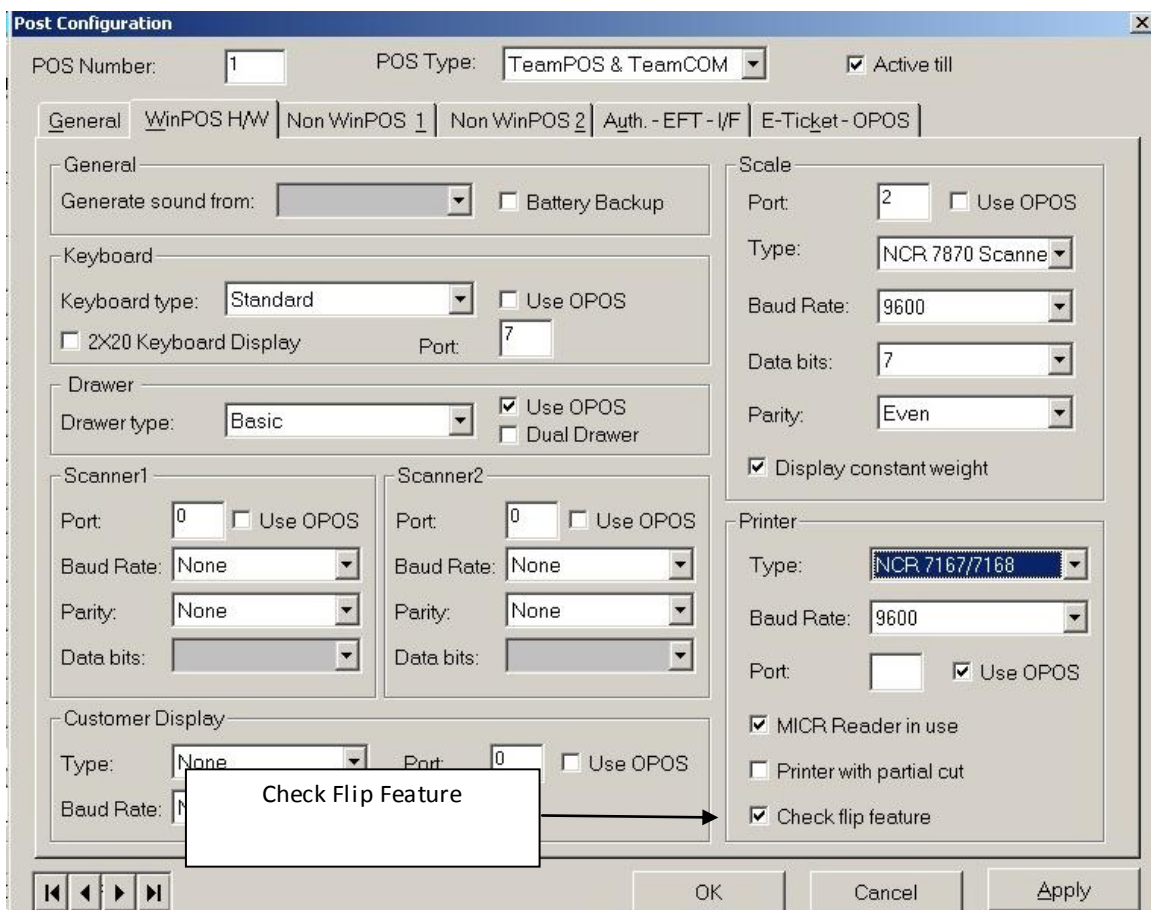 Post Configuration
POS Number: 1 POS Type: TeamPOS & TeamCOM Active till
General WinPOS H/W Non WinPOS 1 Non WinPOS 2 Auth. - EFT - I/F E-Ticket - OPOS
General
Generate sound from: Battery Backup
Keyboard
Keyboard type: Standard Use OPOS
2X20 Keyboard Display Port: 7
Drawer
Drawer type: Basic Use OPOS
Dual Drawer
Scanner1
Port: 0 Use OPOS
Baud Rate: None
Parity: None
Data bits:
Scanner2
Port: 0 Use OPOS
Baud Rate: None
Parity: None
Data bits:
Customer Display
Type: None Port: 0 Use OPOS
Baud Rate:
Check Flip Feature
Scale
Port: 2 Use OPOS
Type: NCR 7870 Scanne
Baud Rate: 9600
Data bits: 7
Parity: Even
Display constant weight
Printer
Type: NCR 7167/7168
Baud Rate: 9600
Port: Use OPOS
MICR Reader in use
Printer with partial cut
Check flip feature
OK Cancel Apply